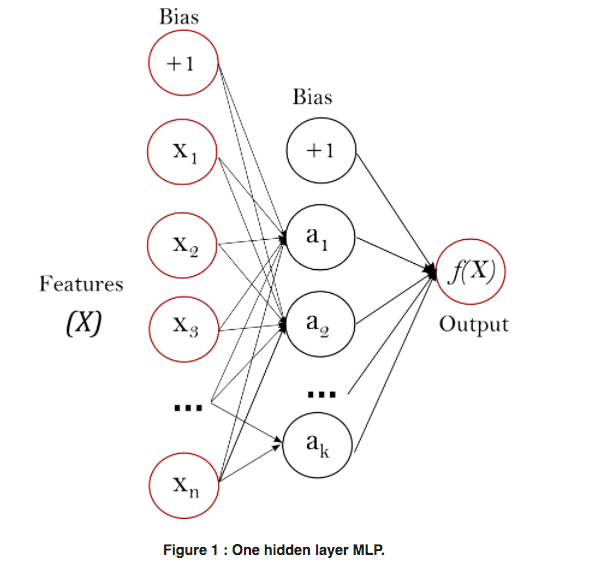 Bias
+1
Bias
x₁
+1
x₂
a₁
f(X)
Features
(X)
x₃
a₂
Output
...
...
aₖ
xₙ
Figure 1 : One hidden layer MLP.